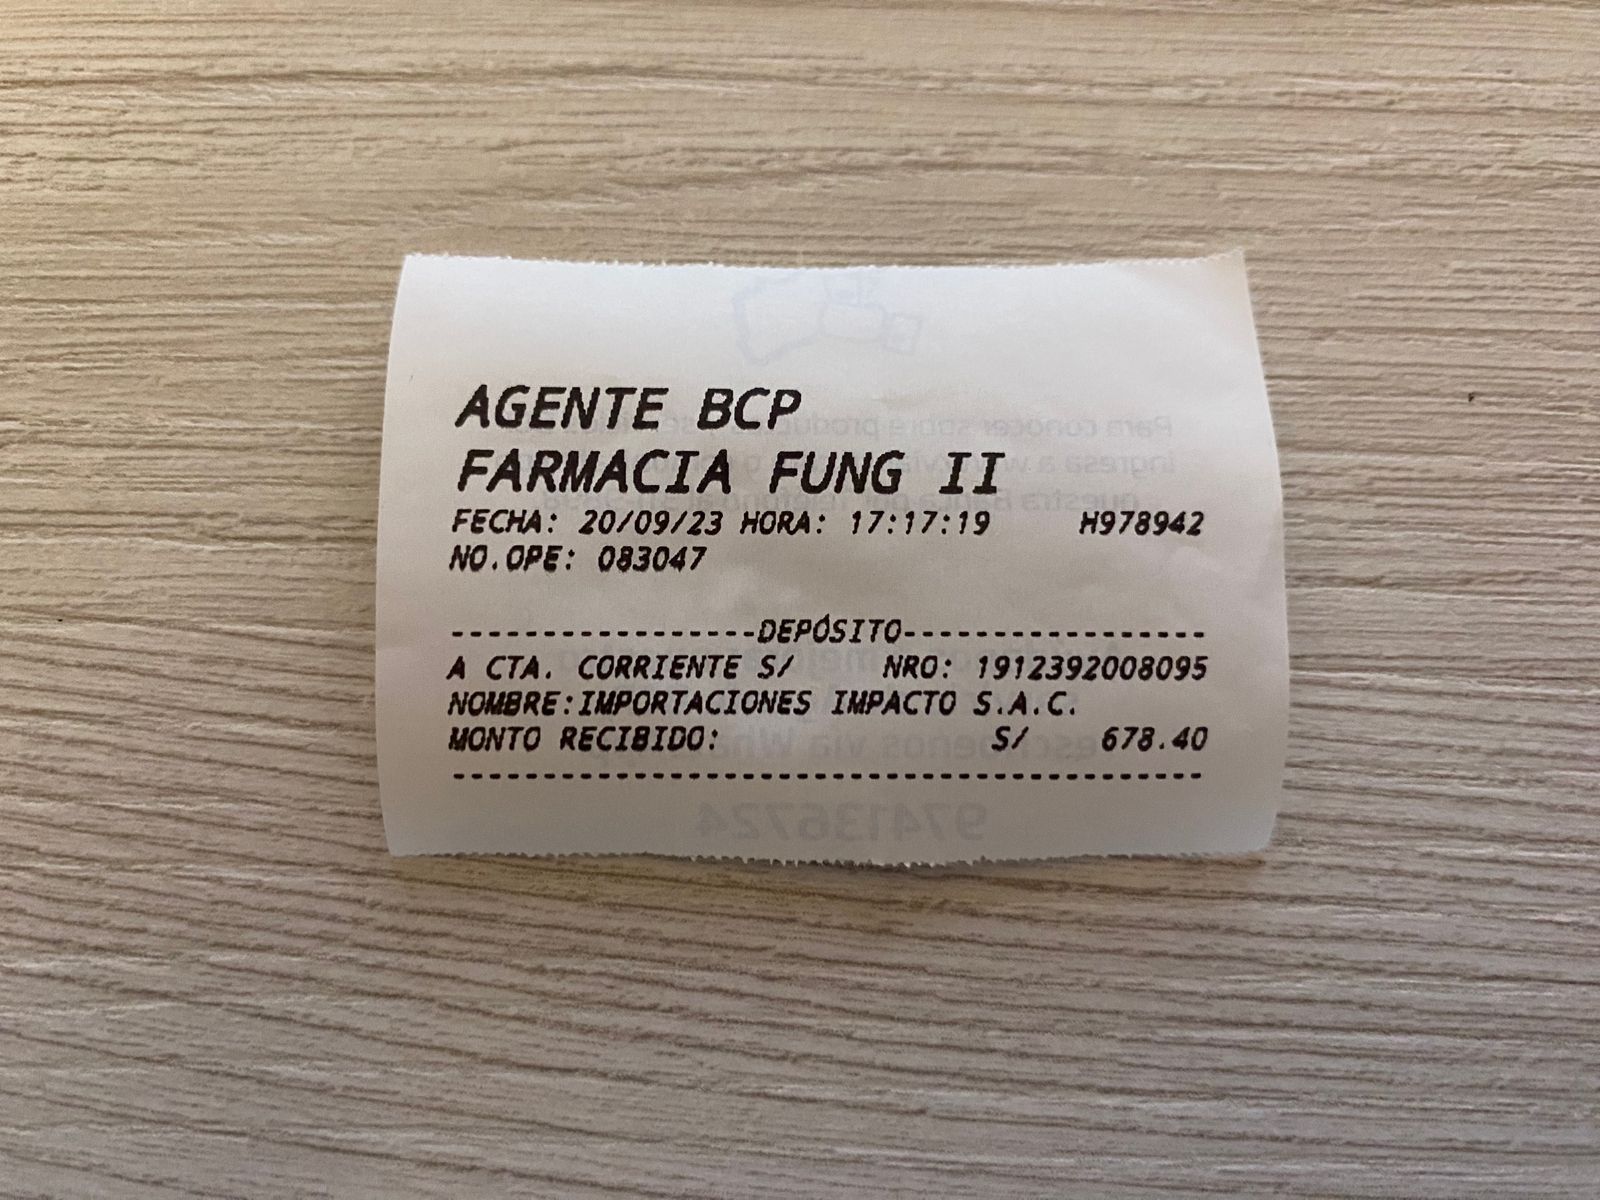 AGENTE BCP
FARMACIA FUNG II
FECHA: 20/09/23 HORA: 17:17:19 H978942
NO.OPE: 083047
------------------DEPÓSITO------------------
A CTA. CORRIENTE S/ NRO: 1912392008095
NOMBRE:IMPORTACIONES IMPACTO S.A.C.
MONTO RECIBIDO: S/ 678.40
974136724